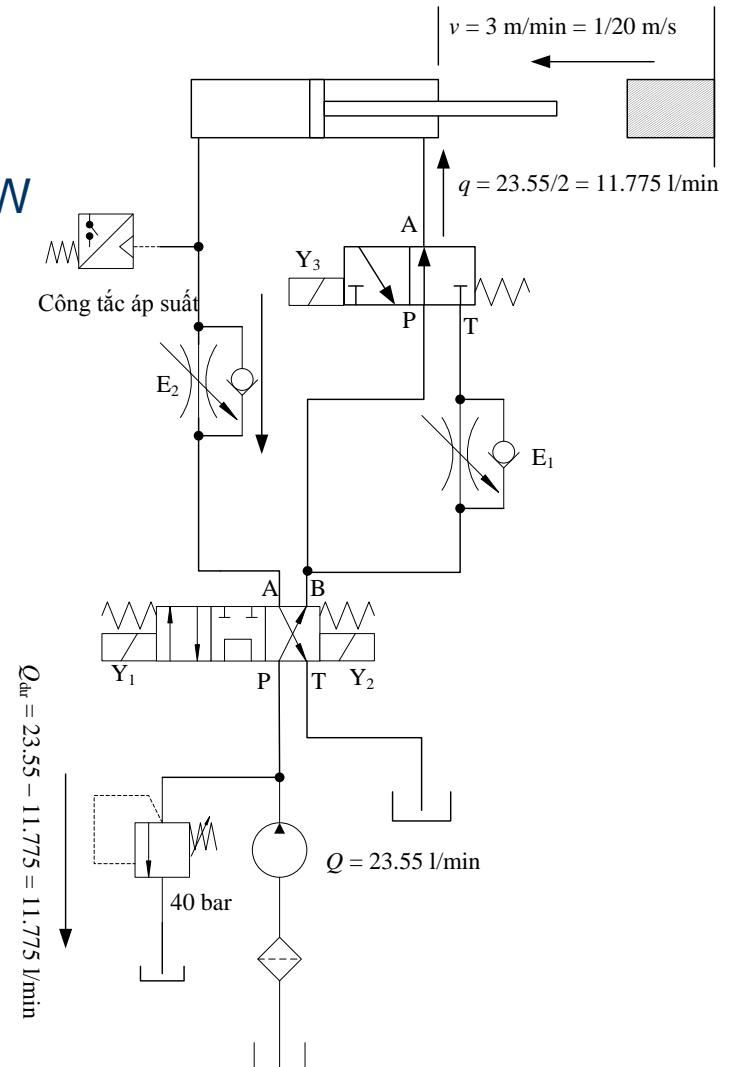 v = 3 m/min = 1/20 m/s
W
q = 23.55/2 = 11.775 l/min
A
Y₃
Công tắc áp suất
P
T
E₂
E₁
A
B
Y₁
P
T
Y₂
Q = 23.55 l/min
40 bar
Q_dư = 23.55 − 11.775 = 11.775 l/min